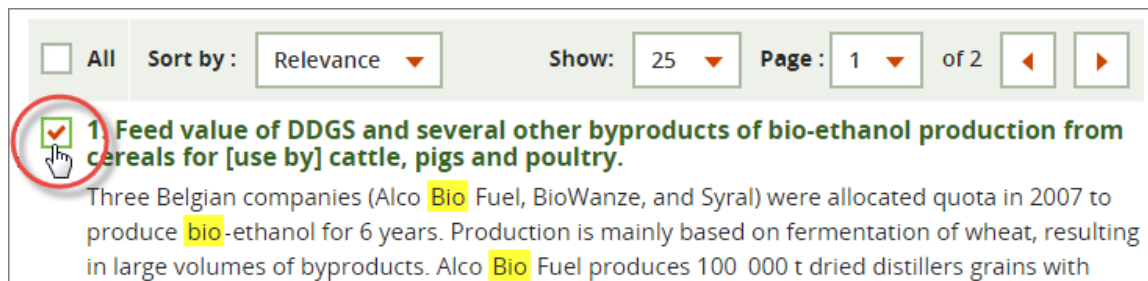 All Sort by : Relevance Show: 25 Page : 1 of 2
1. Feed value of DDGS and several other byproducts of bio-ethanol production from
cereals for [use by] cattle, pigs and poultry.
Three Belgian companies (Alco Bio Fuel, BioWanze, and Syral) were allocated quota in 2007 to
produce bio-ethanol for 6 years. Production is mainly based on fermentation of wheat, resulting
in large volumes of byproducts. Alco Bio Fuel produces 100 000 t dried distillers grains with